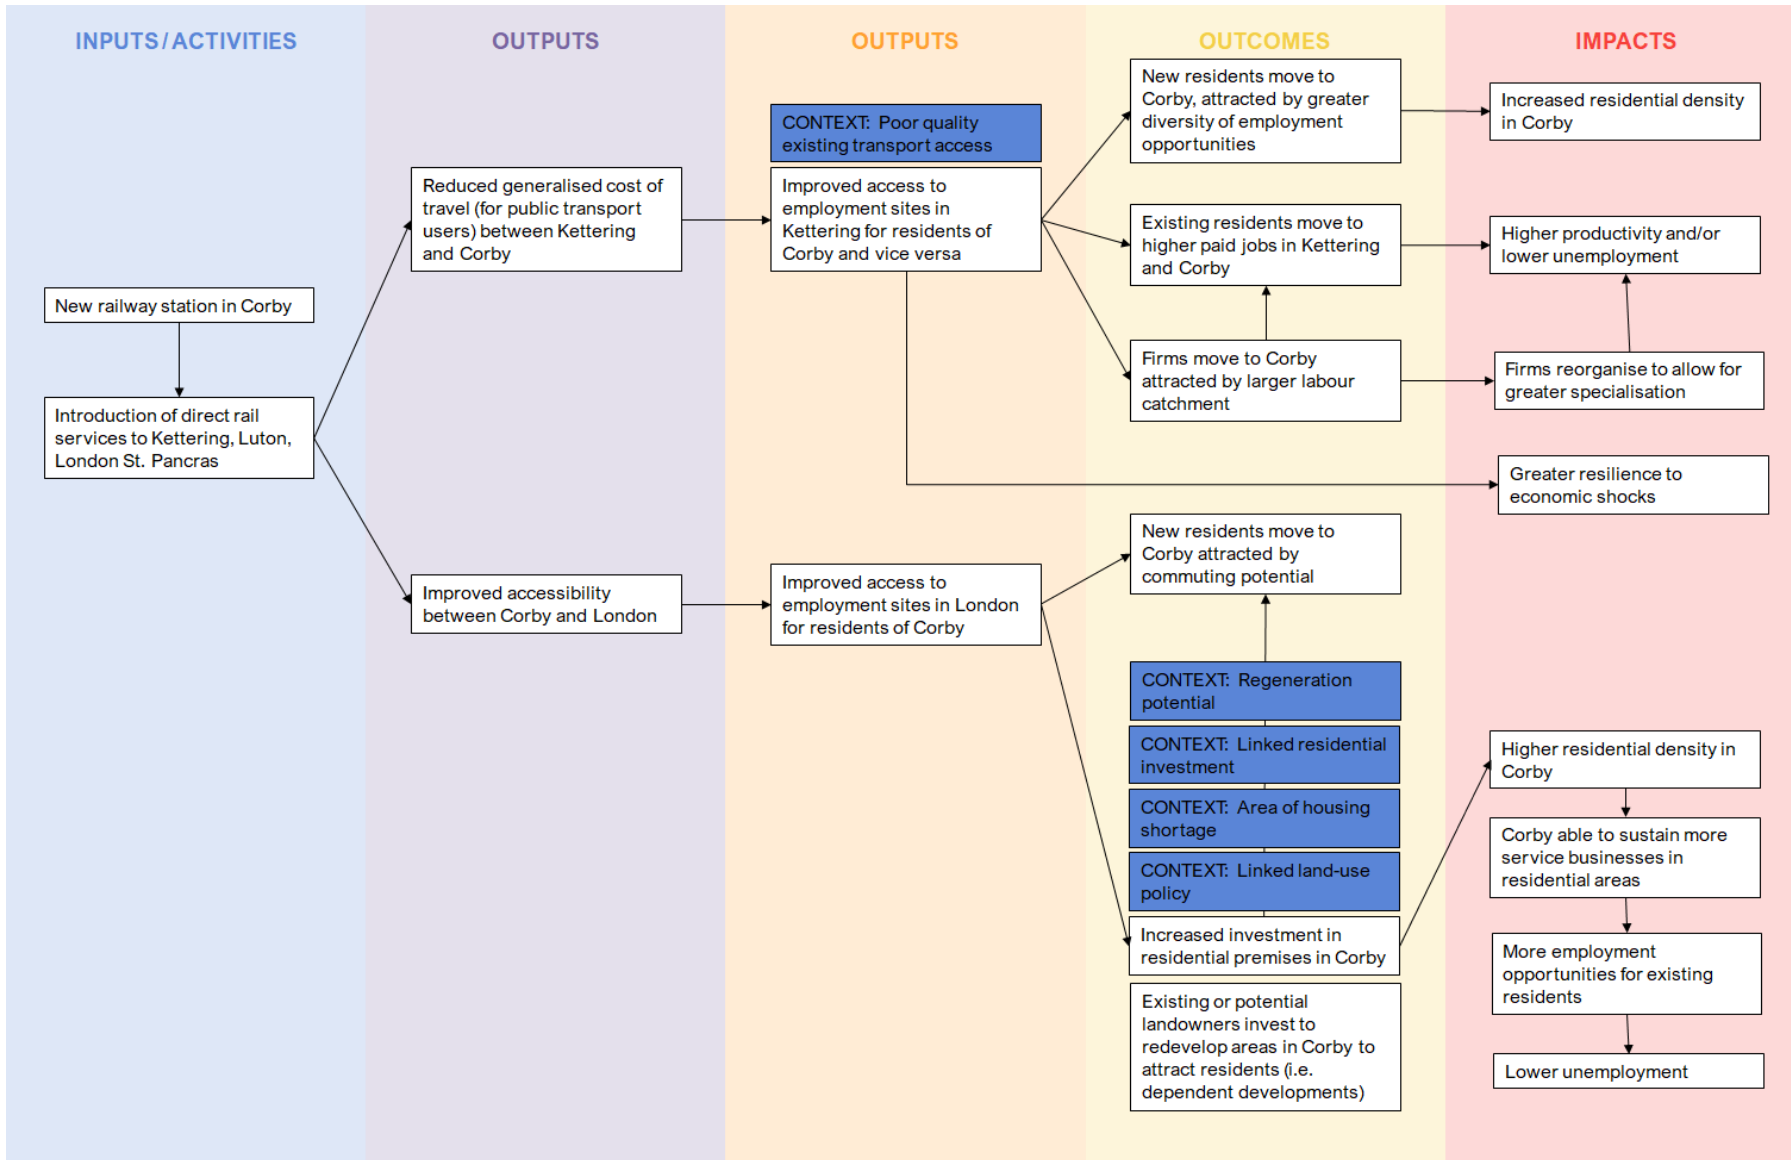 INPUTS/ACTIVITIES
OUTPUTS
OUTPUTS
OUTCOMES
IMPACTS
New railway station in Corby
Introduction of direct rail
services to Kettering, Luton,
London St. Pancras
Reduced generalised cost of
travel (for public transport
users) between Kettering
and Corby
Improved accessibility
between Corby and London
CONTEXT: Poor quality
existing transport access
Improved access to
employment sites in
Kettering for residents of
Corby and vice versa
Improved access to
employment sites in London
for residents of Corby
New residents move to
Corby, attracted by greater
diversity of employment
opportunities
Existing residents move to
higher paid jobs in Kettering
and Corby
Firms move to Corby
attracted by larger labour
catchment
New residents move to
Corby attracted by
commuting potential
CONTEXT: Regeneration
potential
CONTEXT: Linked residential
investment
CONTEXT: Area of housing
shortage
CONTEXT: Linked land-use
policy
Increased investment in
residential premises in Corby
Existing or potential
landowners invest to
redevelop areas in Corby to
attract residents (i.e.
dependent developments)
Increased residential density
in Corby
Higher productivity and/or
lower unemployment
Firms reorganise to allow for
greater specialisation
Greater resilience to
economic shocks
Higher residential density in
Corby
Corby able to sustain more
service businesses in
residential areas
More employment
opportunities for existing
residents
Lower unemployment